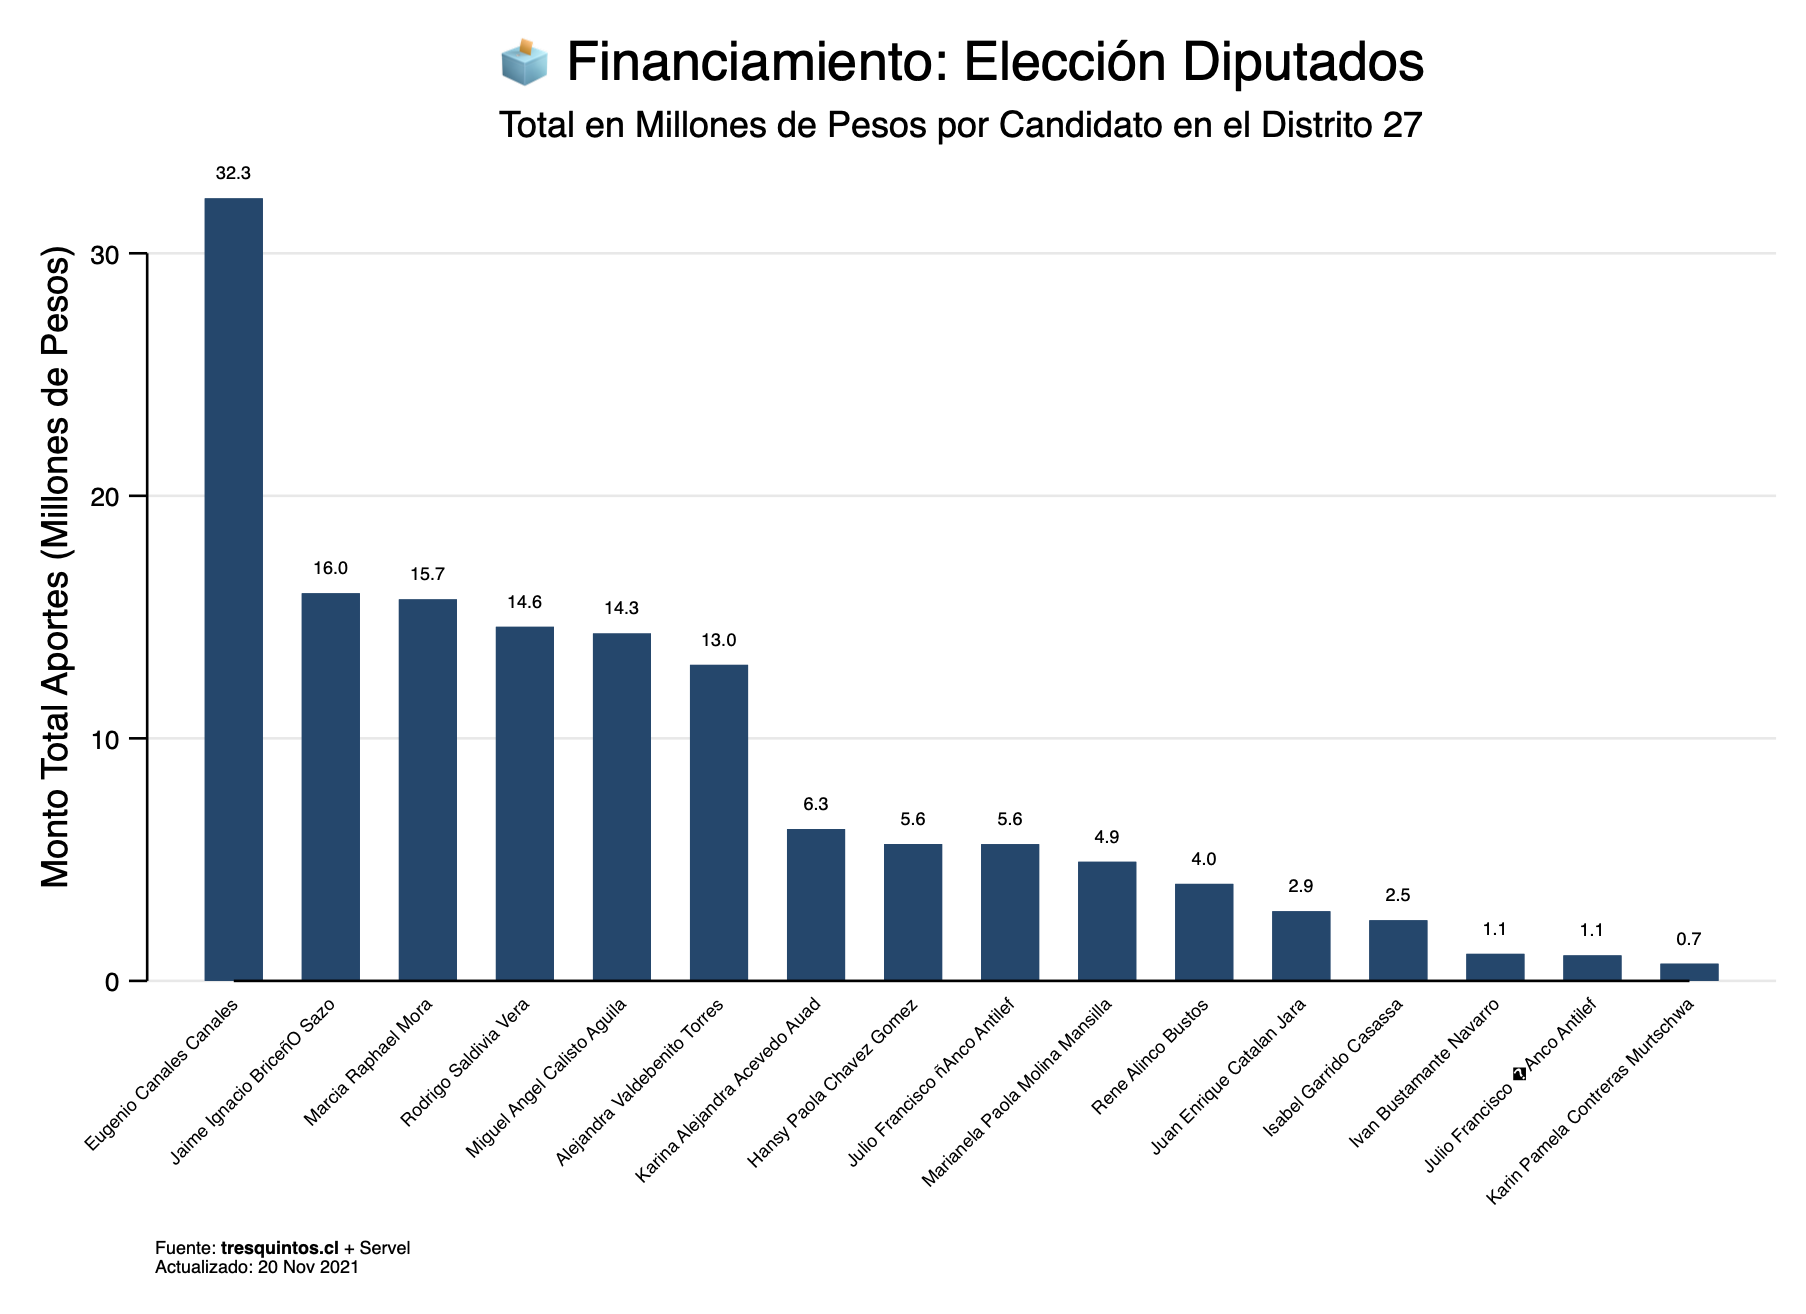 Financiamiento: Elección Diputados
Total en Millones de Pesos por Candidato en el Distrito 27
Monto Total Aportes (Millones de Pesos)
30
20
10
0
32.3
16.0
15.7
14.6
14.3
13.0
6.3
5.6
5.6
4.9
4.0
2.9
2.5
1.1
1.1
0.7
Eugenio Canales Canales
Jaime Ignacio BriceñO Sazo
Marcia Raphael Mora
Rodrigo Saldivia Vera
Miguel Angel Calisto Aguila
Alejandra Valdebenito Torres
Karina Alejandra Acevedo Auad
Hansy Paola Chavez Gomez
Julio Francisco ñAnco Antilef
Marianela Paola Molina Mansilla
Rene Alinco Bustos
Juan Enrique Catalan Jara
Isabel Garrido Casassa
Ivan Bustamante Navarro
Julio Francisco �Anco Antilef
Karin Pamela Contreras Murtschwa
Fuente: tresquintos.cl + Servel
Actualizado: 20 Nov 2021